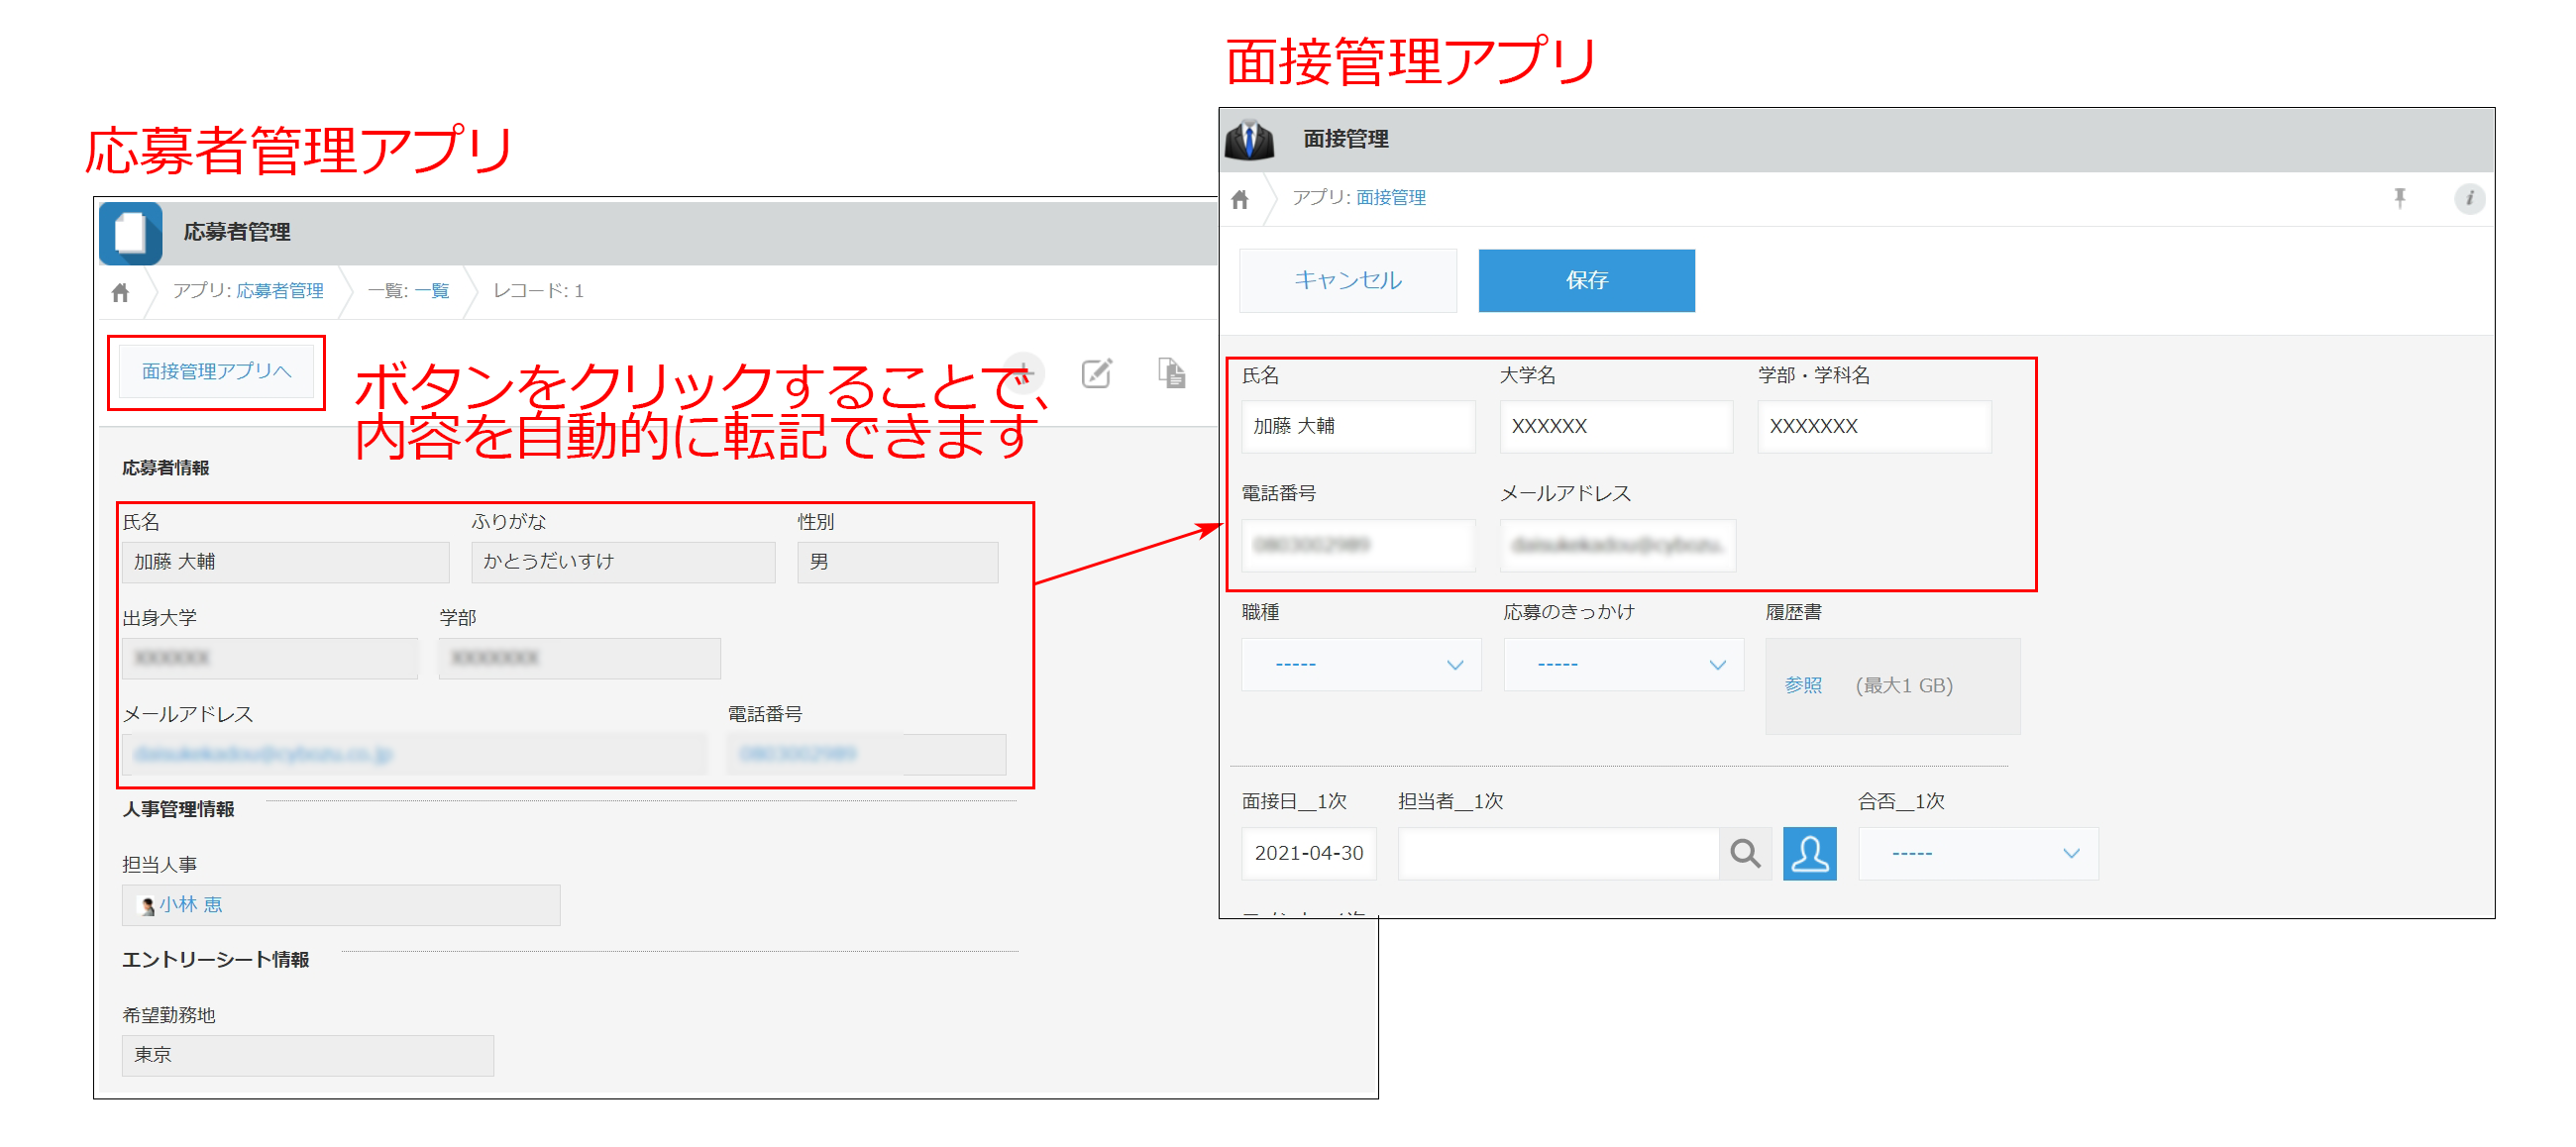 面接管理アプリ
応募者管理アプリ
面接管理
アプリ: 面接管理
キャンセル
保存
氏名
大学名
学部・学科名
加藤 大輔
XXXXXX
XXXXXXX
電話番号
メールアドレス
職種
応募のきっかけ
履歴書
-----
-----
参照
(最大1 GB)
面接日__1次
担当者__1次
合否__1次
2021-04-30
-----
応募者管理
アプリ: 応募者管理
一覧: 一覧
レコード: 1
面接管理アプリへ
ボタンをクリックすることで、
内容を自動的に転記できます
応募者情報
氏名
ふりがな
性別
加藤 大輔
かとうだいすけ
男
出身大学
学部
メールアドレス
電話番号
人事管理情報
担当人事
小林 恵
エントリーシート情報
希望勤務地
東京